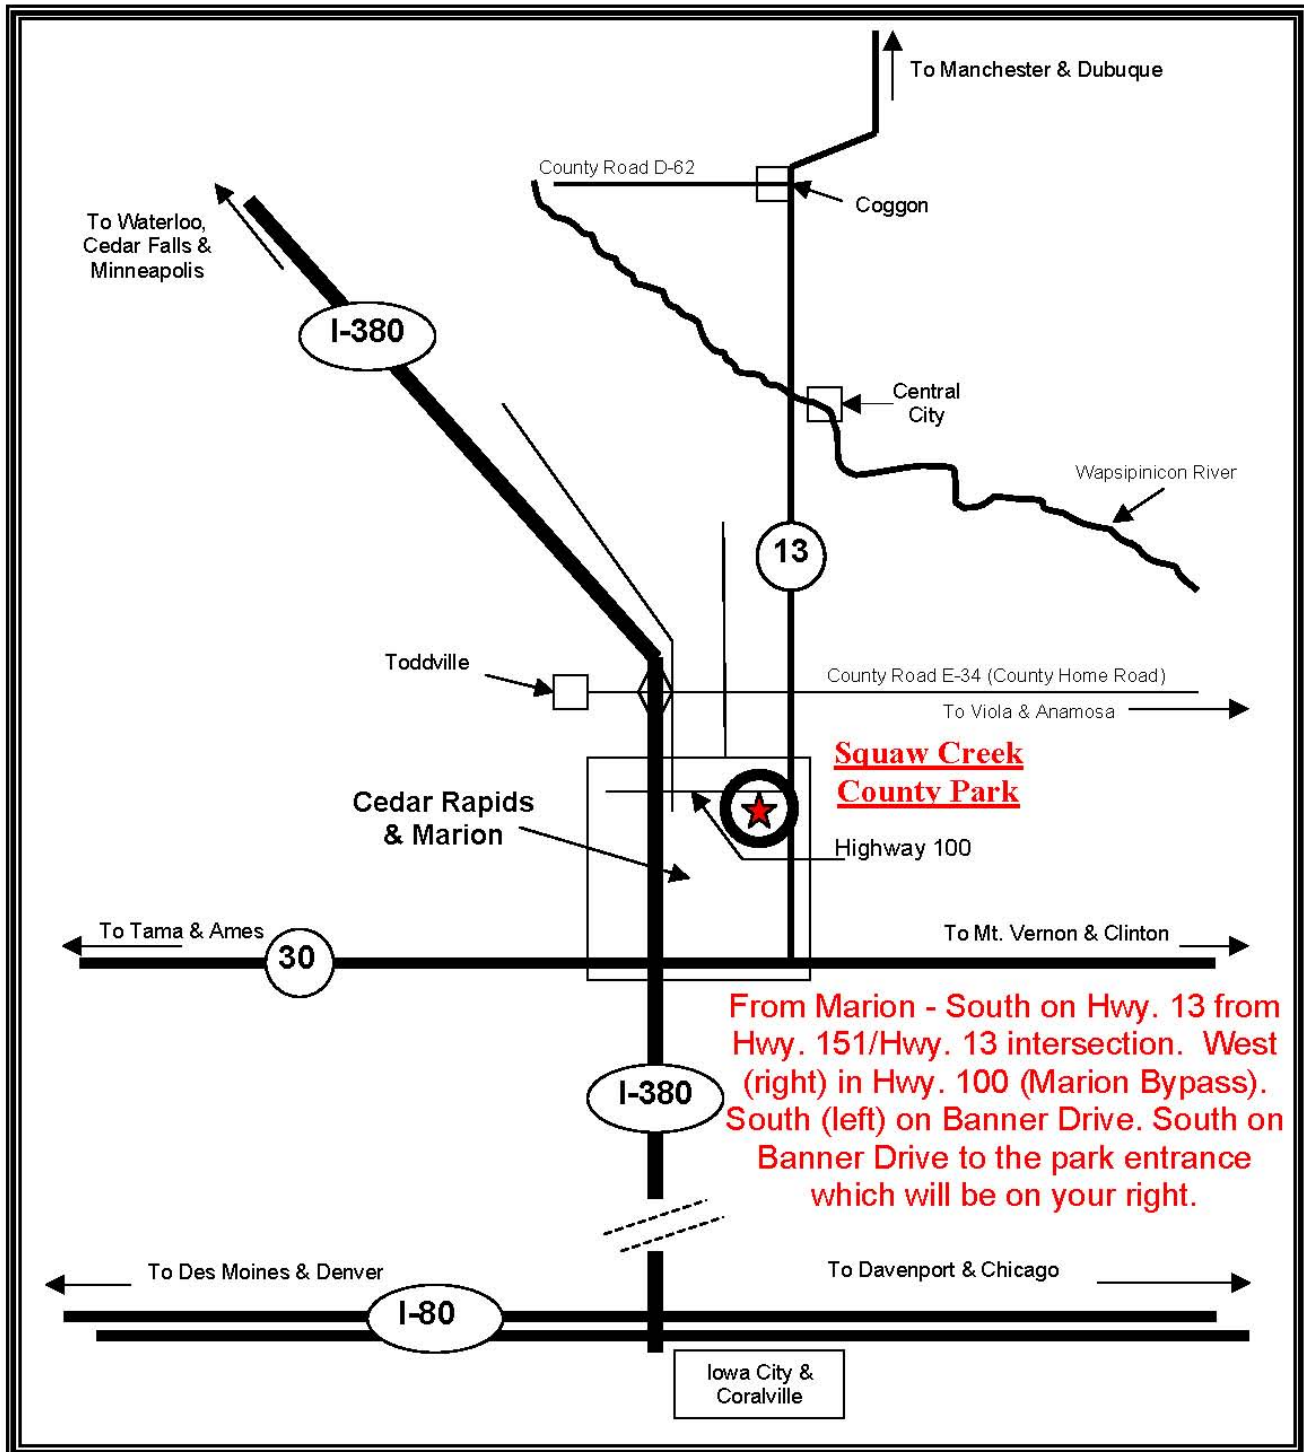 To Manchester & Dubuque
County Road D-62
Coggon
To Waterloo,
Cedar Falls &
Minneapolis
I-380
Central
City
Wapsipinicon River
13
Toddville
County Road E-34 (County Home Road)
To Viola & Anamosa
Squaw Creek
County Park
Cedar Rapids
& Marion
Highway 100
To Tama & Ames
30
To Mt. Vernon & Clinton
From Marion - South on Hwy. 13 from
Hwy. 151/Hwy. 13 intersection. West
(right) in Hwy. 100 (Marion Bypass).
South (left) on Banner Drive. South on
Banner Drive to the park entrance
which will be on your right.
I-380
To Des Moines & Denver
To Davenport & Chicago
I-80
Iowa City &
Coralville